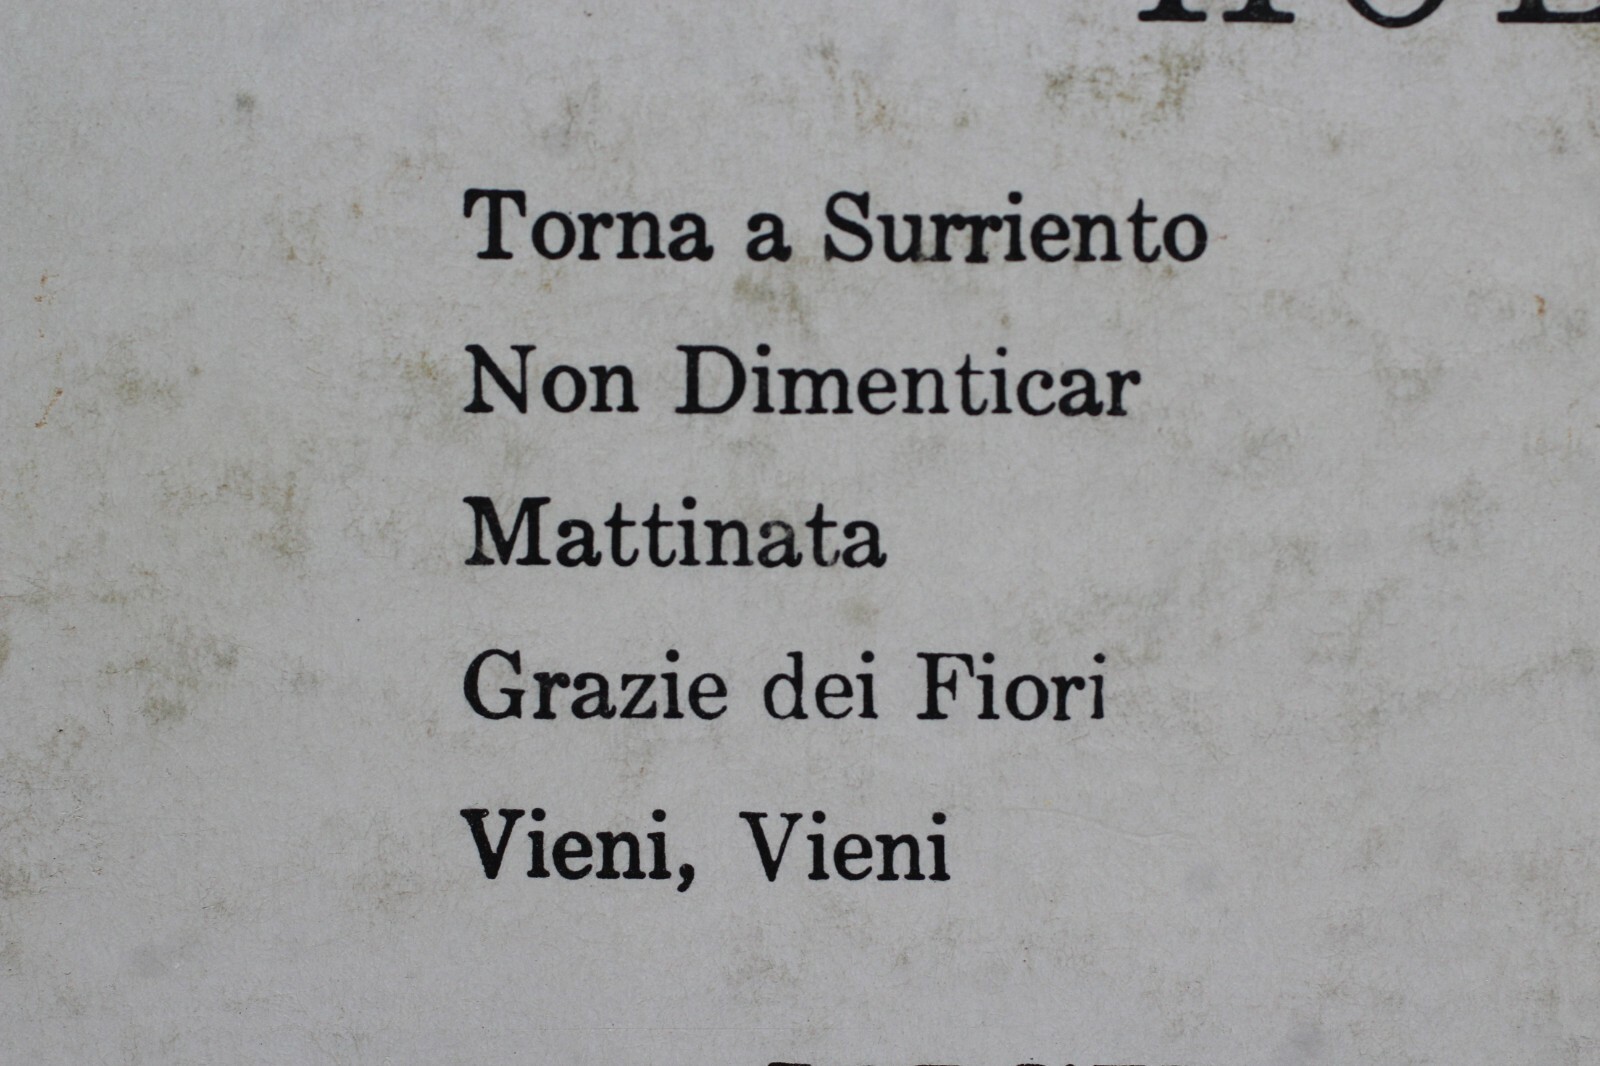 Torna a Surriento
Non Dimenticar
Mattinata
Grazie dei Fiori
Vieni, Vieni